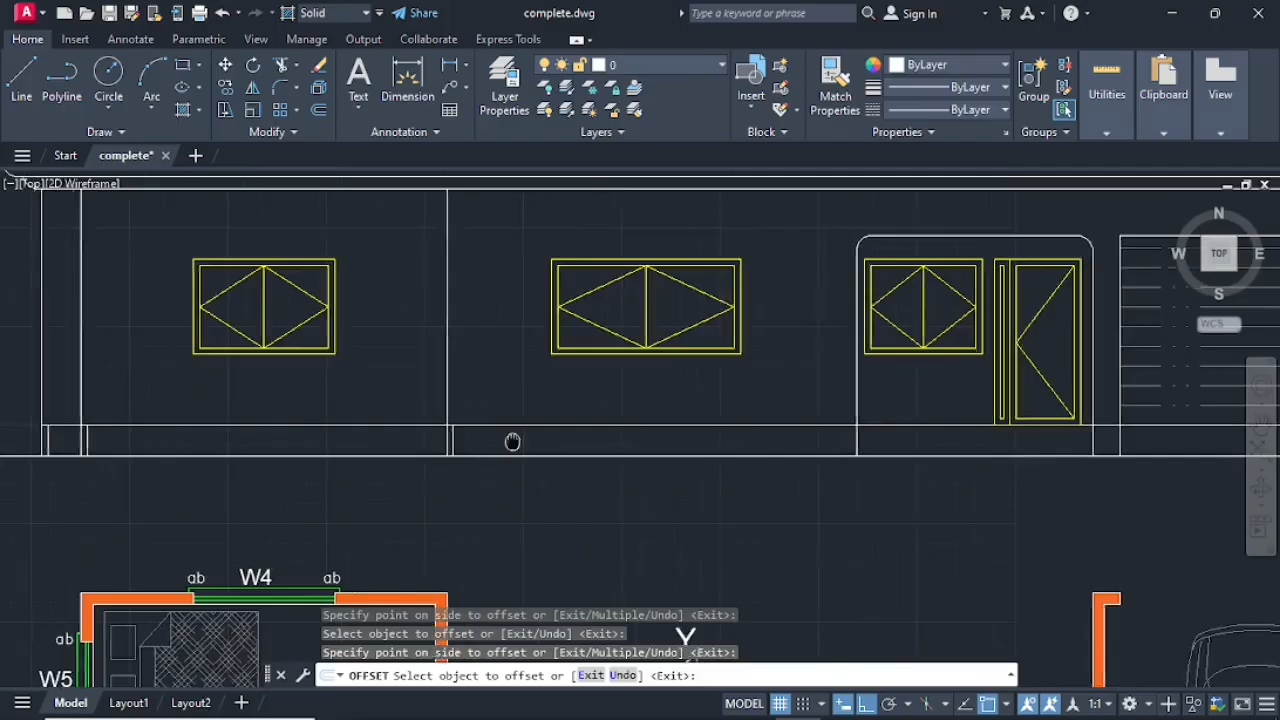 Solid
Share
complete.dwg
Type a keyword or phrase
Sign In
Home
Insert
Annotate
Parametric
View
Manage
Output
Collaborate
Express Tools
Line
Polyline
Circle
Arc
Draw
Modify
A
Text
Dimension
Annotation
Layer
Properties
0
Layers
Insert
Block
Match
Properties
ByLayer
ByLayer
ByLayer
Properties
Group
Groups
Utilities
Clipboard
View
Start
complete*
[−][Top][2D Wireframe]
N
W
TOP
E
S
WCS
ab W4 ab
ab
W5
Y
Specify point on side to offset or [Exit/Multiple/Undo] <Exit>:
Select object to offset or [Exit/Undo] <Exit>:
Specify point on side to offset or [Exit/Multiple/Undo] <Exit>:
OFFSET Select object to offset or [Exit Undo] <Exit>:
Model
Layout1
Layout2
MODEL
1:1